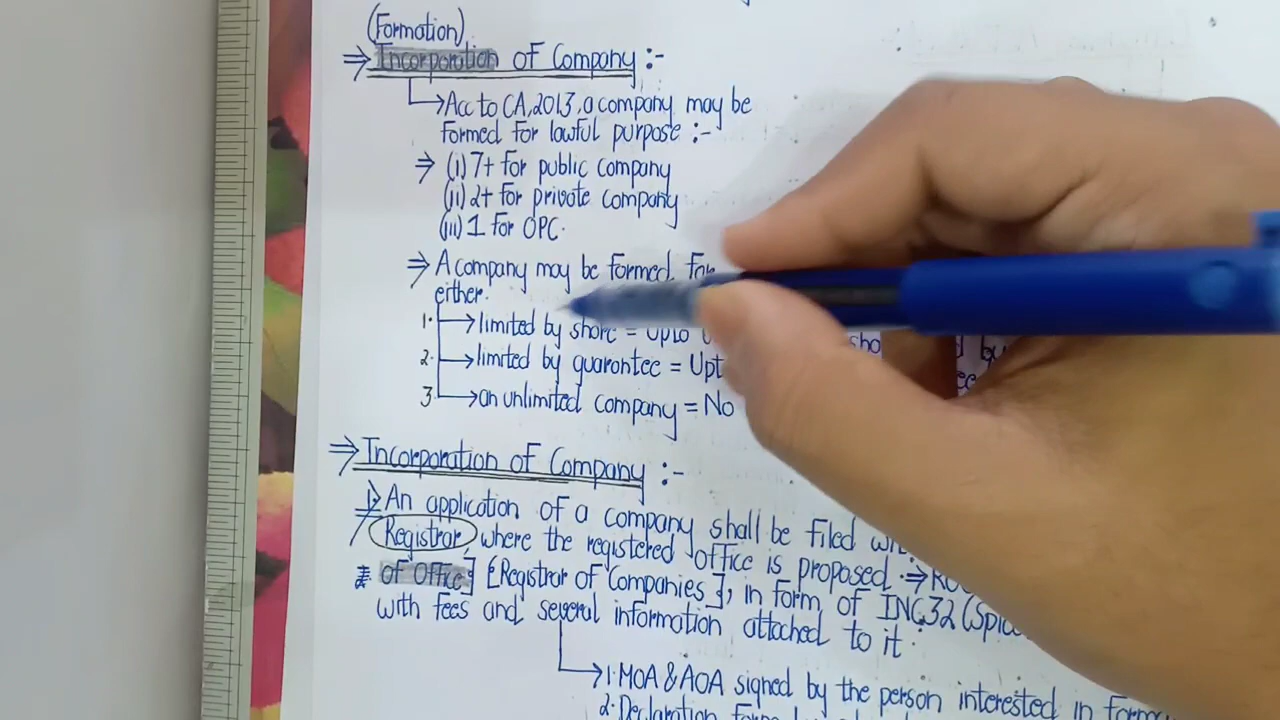 (Formation)
⇒ Incorporation of Company :-
→ Acc to CA, 2013, a company may be
formed for lawful purpose :-
⇒ (i) 7+ for public company
(ii) 2+ for private company
(iii) 1 for OPC.
⇒ A company may be formed for
either.
1. → limited by share = Upto
2. → limited by guarantee =
3. → an unlimited company = No
⇒ Incorporation of Company :-
1. An application of a company shall be filed
Registrar, where the registered office is proposed. ⇒
of office] [Registrar of Companies], in form of INC32
with fees and several information attached to it.
→ 1. MOA & AOA signed by the person interested in
2. Declaration